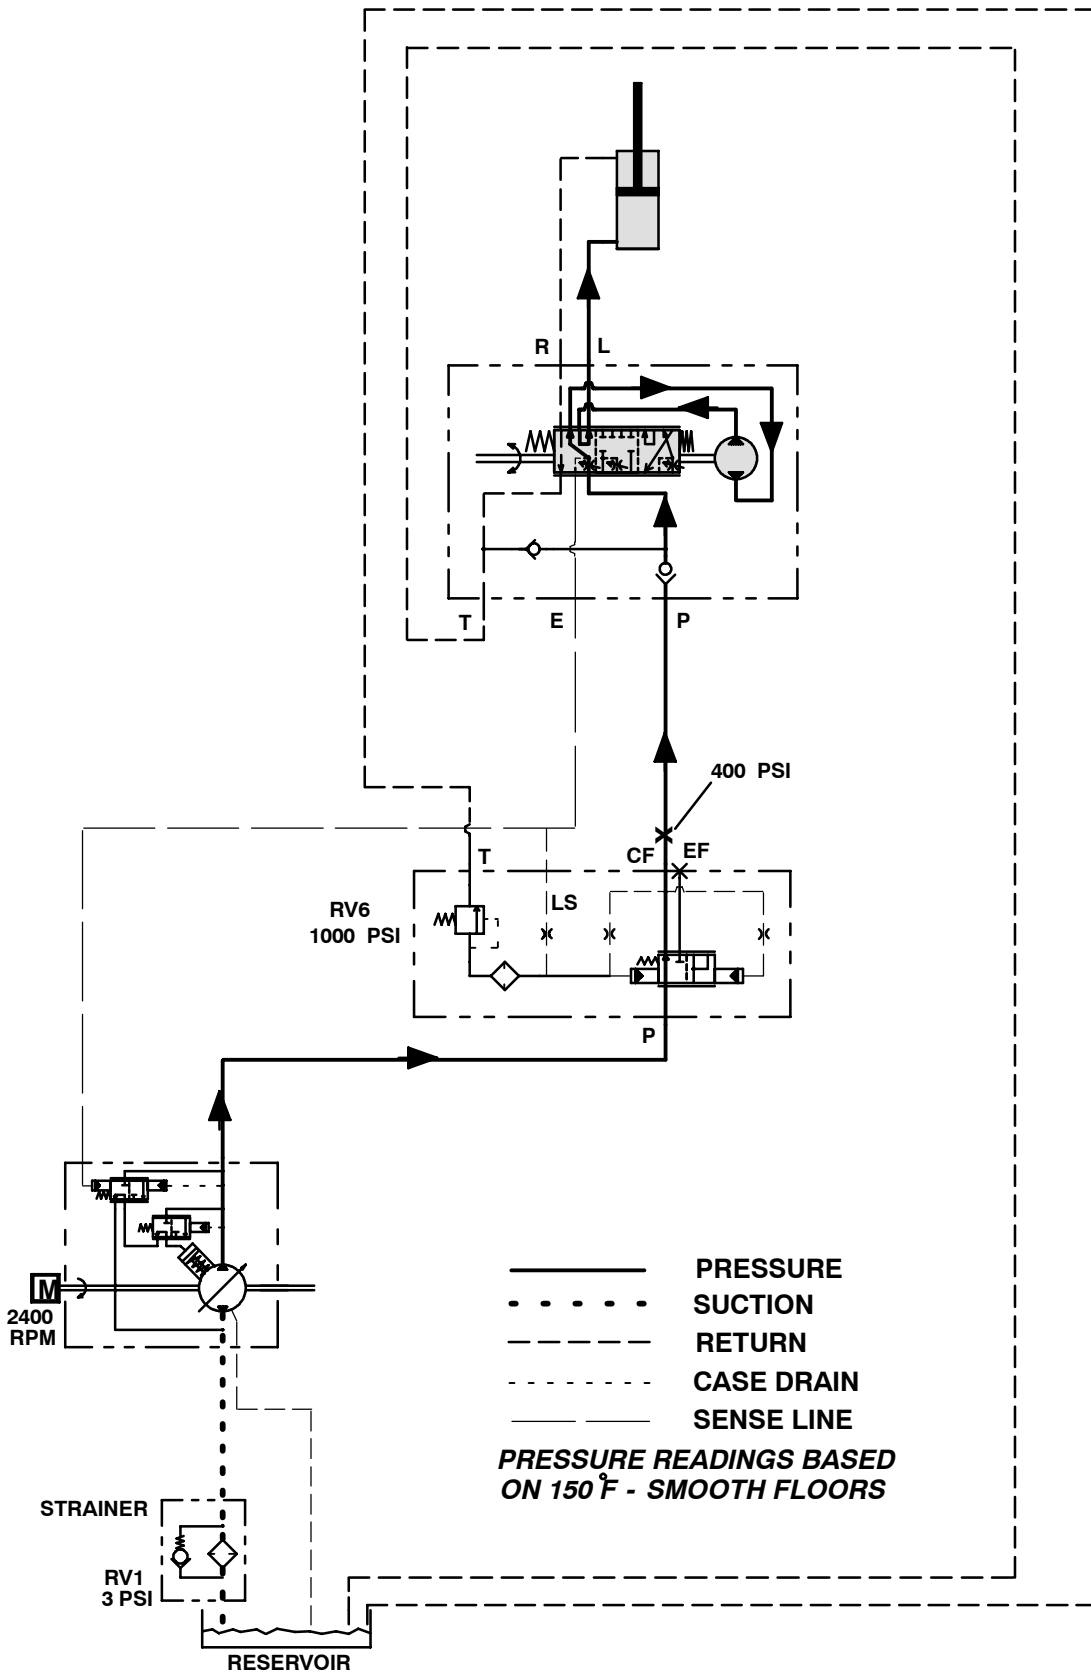 R
L
T
E
P
400 PSI
T
CF
EF
RV6
1000 PSI
LS
P
M
2400
RPM
PRESSURE
SUCTION
RETURN
CASE DRAIN
SENSE LINE
PRESSURE READINGS BASED
ON 150°F - SMOOTH FLOORS
STRAINER
RV1
3 PSI
RESERVOIR